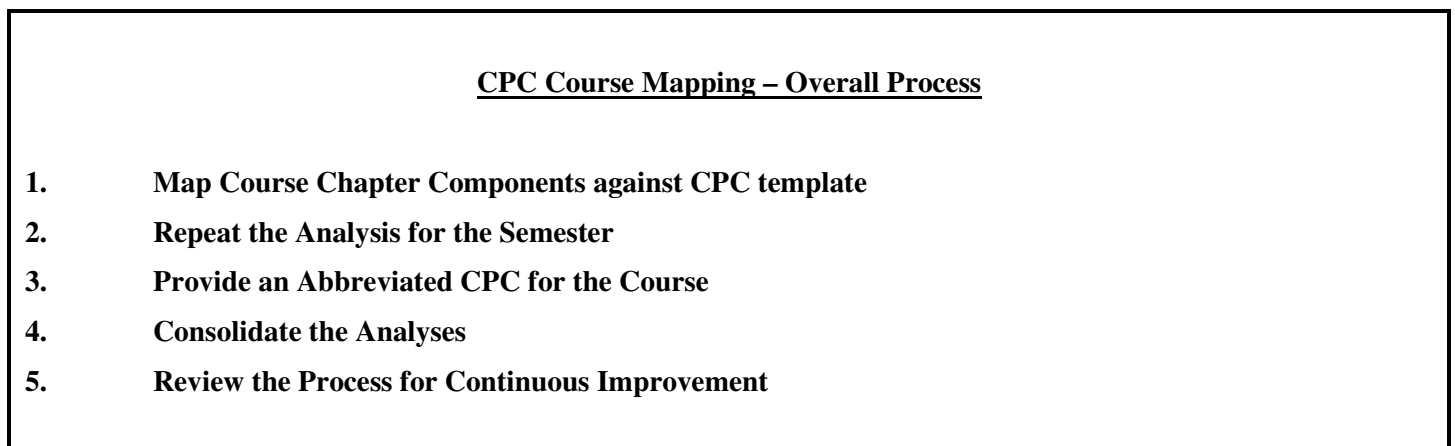 CPC Course Mapping – Overall Process
1. Map Course Chapter Components against CPC template
2. Repeat the Analysis for the Semester
3. Provide an Abbreviated CPC for the Course
4. Consolidate the Analyses
5. Review the Process for Continuous Improvement